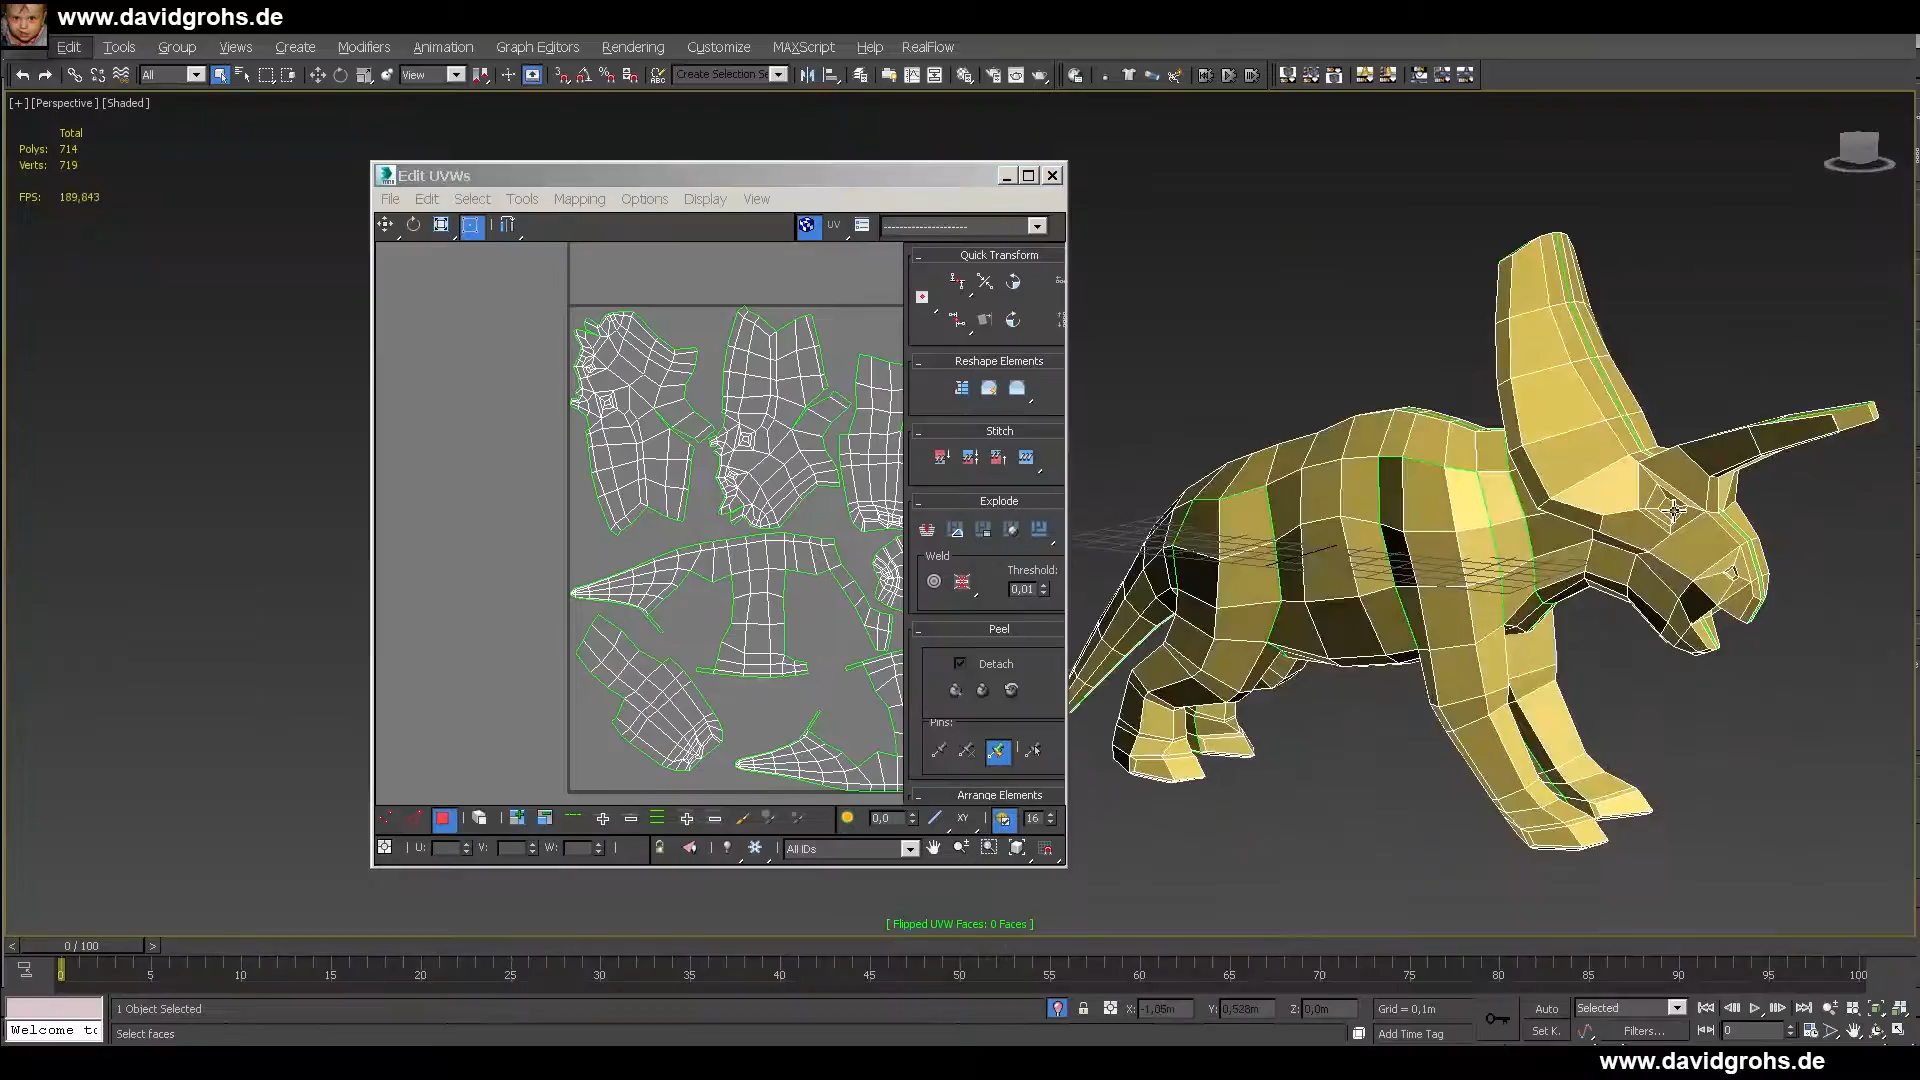 www.davidgrohs.de
Edit Tools Group Views Create Modifiers Animation Graph Editors Rendering Customize MAXScript Help RealFlow
All View Create Selection Se
[+][Perspective][Shaded]
Total
Polys: 714
Verts: 719
FPS: 189,843
Edit UVWs
File Edit Select Tools Mapping Options Display View
UV ---------------------
Quick Transform
Reshape Elements
Stitch
Explode
Weld
Threshold:
0,01
Peel
Detach
Pins:
Arrange Elements
0,0 XY 16
U: V: W: All IDs
[ Flipped UVW Faces: 0 Faces ]
< 0 / 100 >
0 5 10 15 20 25 30 35 40 45 50 55 60 65 70 75 80 85 90 95 100
1 Object Selected X: -1,05m Y: 0,528m Z: 0,0m Grid = 0,1m Auto Selected
Welcome to Select faces Add Time Tag Set K. Filters... 0
www.davidgrohs.de